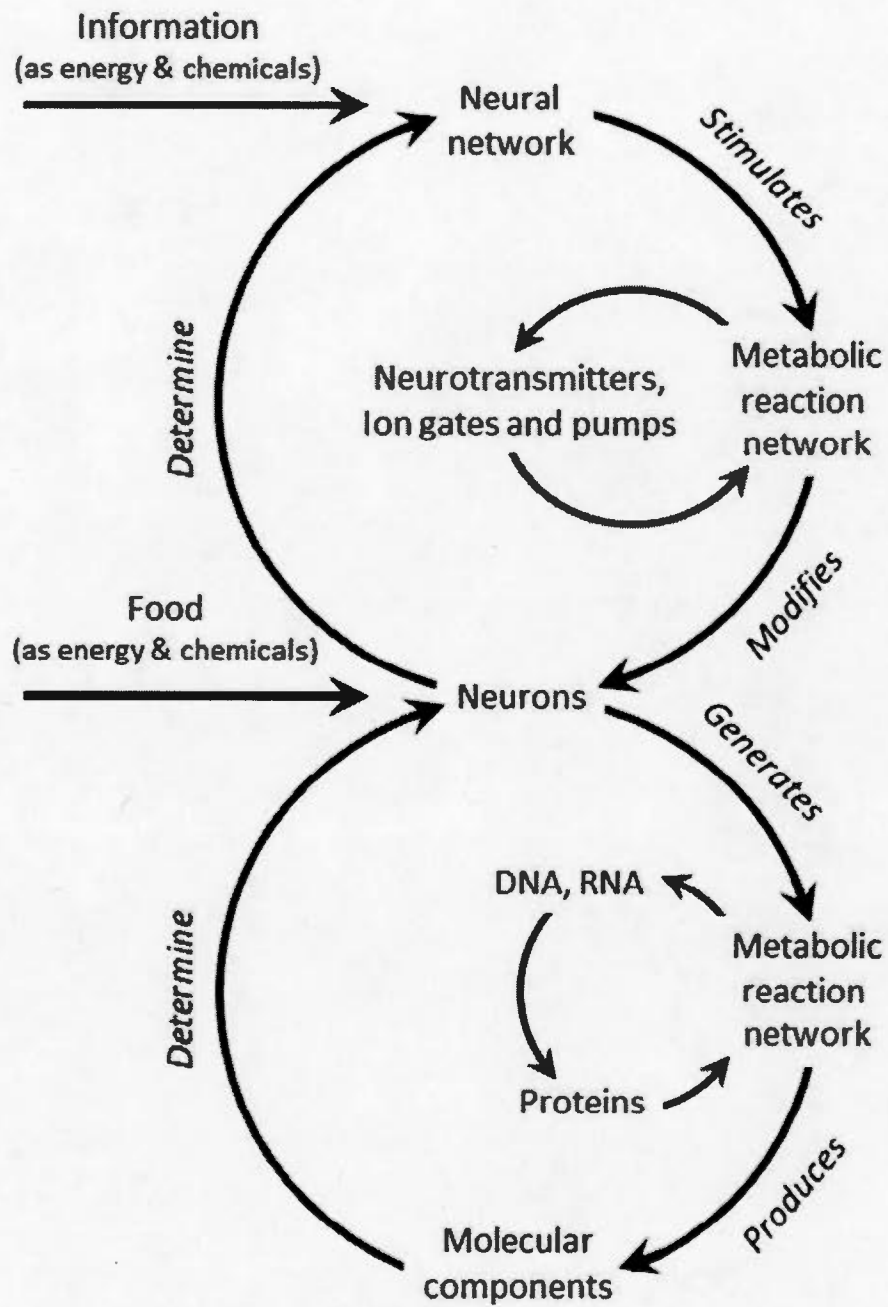 Information
(as energy & chemicals)
Neural
network
Stimulates
Determine
Neurotransmitters,
Ion gates and pumps
Metabolic
reaction
network
Modifies
Food
(as energy & chemicals)
Neurons
Generates
Determine
DNA, RNA
Metabolic
reaction
network
Proteins
Produces
Molecular
components